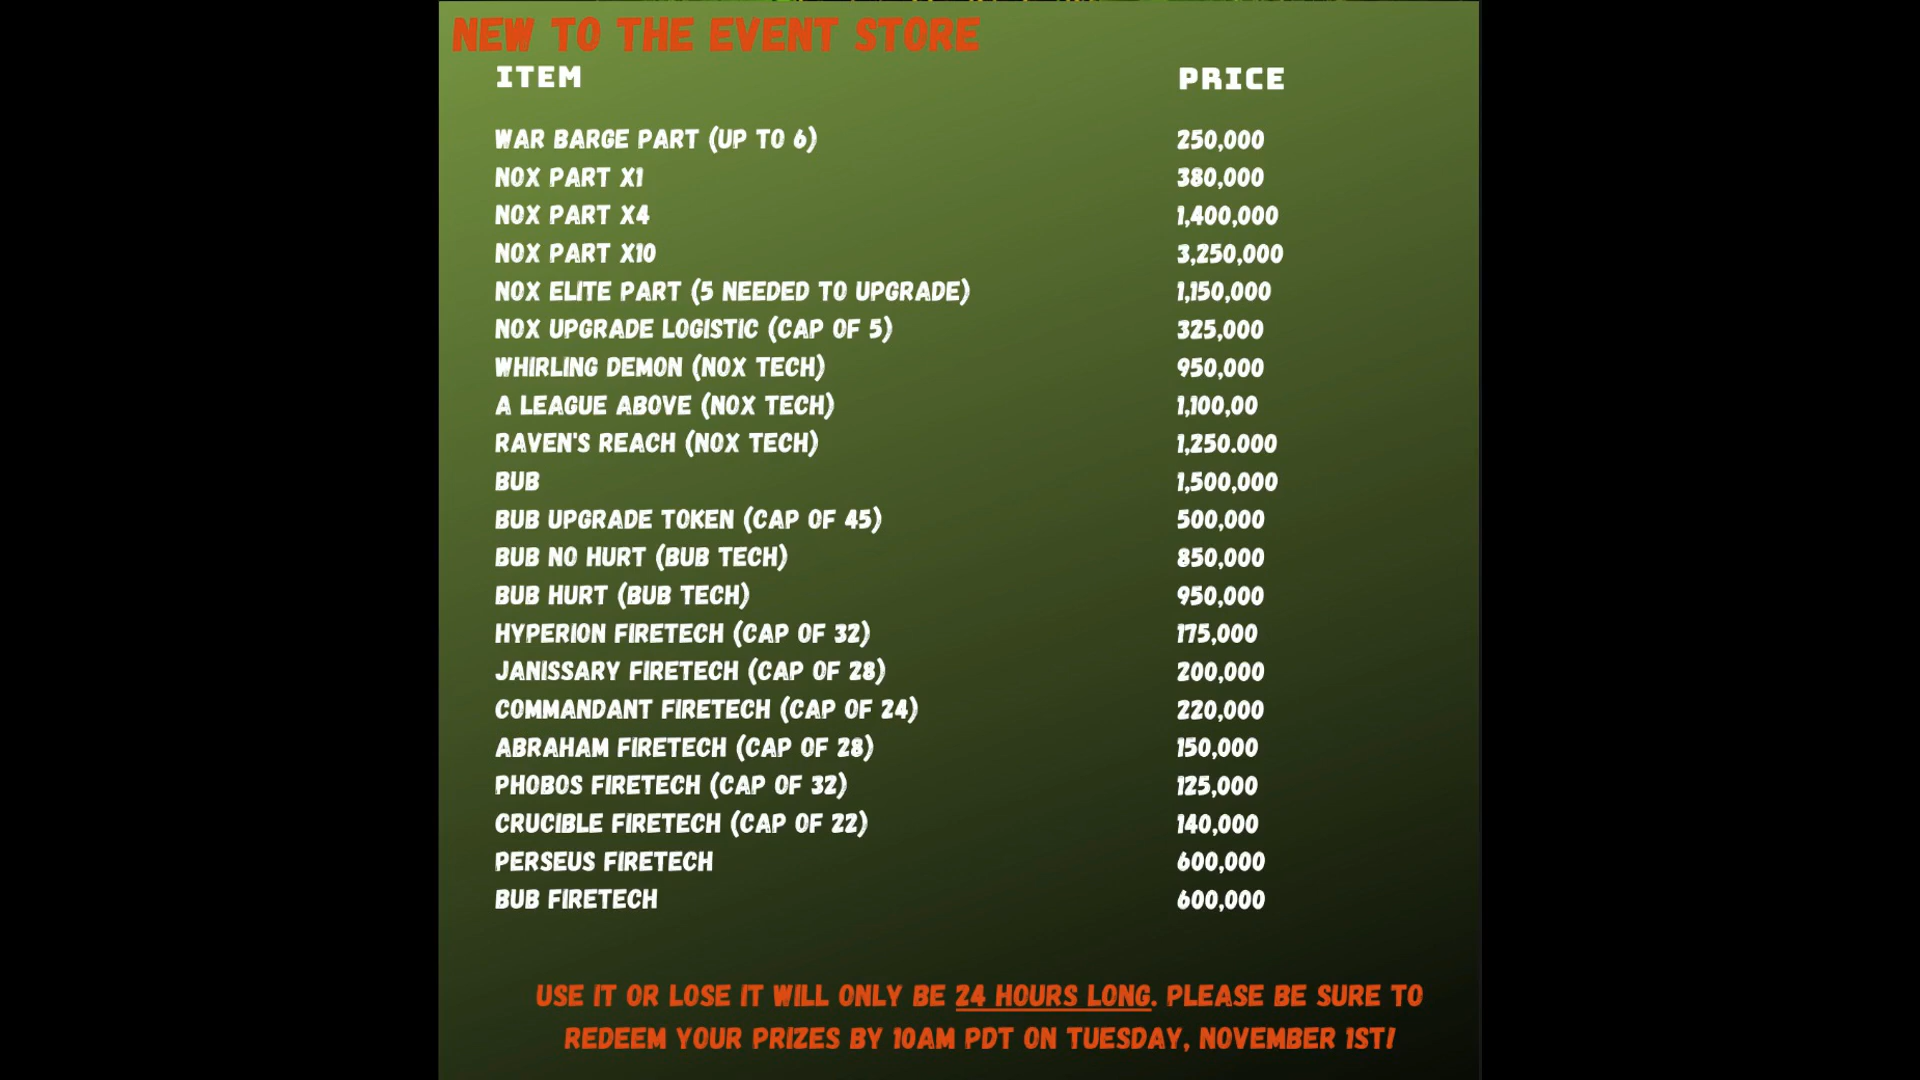 NEW TO THE EVENT STORE
ITEM PRICE
WAR BARGE PART (UP TO 6) 250,000
NOX PART X1 380,000
NOX PART X4 1,400,000
NOX PART X10 3,250,000
NOX ELITE PART (5 NEEDED TO UPGRADE) 1,150,000
NOX UPGRADE LOGISTIC (CAP OF 5) 325,000
WHIRLING DEMON (NOX TECH) 950,000
A LEAGUE ABOVE (NOX TECH) 1,100,00
RAVEN'S REACH (NOX TECH) 1,250.000
BUB 1,500,000
BUB UPGRADE TOKEN (CAP OF 45) 500,000
BUB NO HURT (BUB TECH) 850,000
BUB HURT (BUB TECH) 950,000
HYPERION FIRETECH (CAP OF 32) 175,000
JANISSARY FIRETECH (CAP OF 28) 200,000
COMMANDANT FIRETECH (CAP OF 24) 220,000
ABRAHAM FIRETECH (CAP OF 28) 150,000
PHOBOS FIRETECH (CAP OF 32) 125,000
CRUCIBLE FIRETECH (CAP OF 22) 140,000
PERSEUS FIRETECH 600,000
BUB FIRETECH 600,000
USE IT OR LOSE IT WILL ONLY BE 24 HOURS LONG. PLEASE BE SURE TO
REDEEM YOUR PRIZES BY 10AM PDT ON TUESDAY, NOVEMBER 1ST!